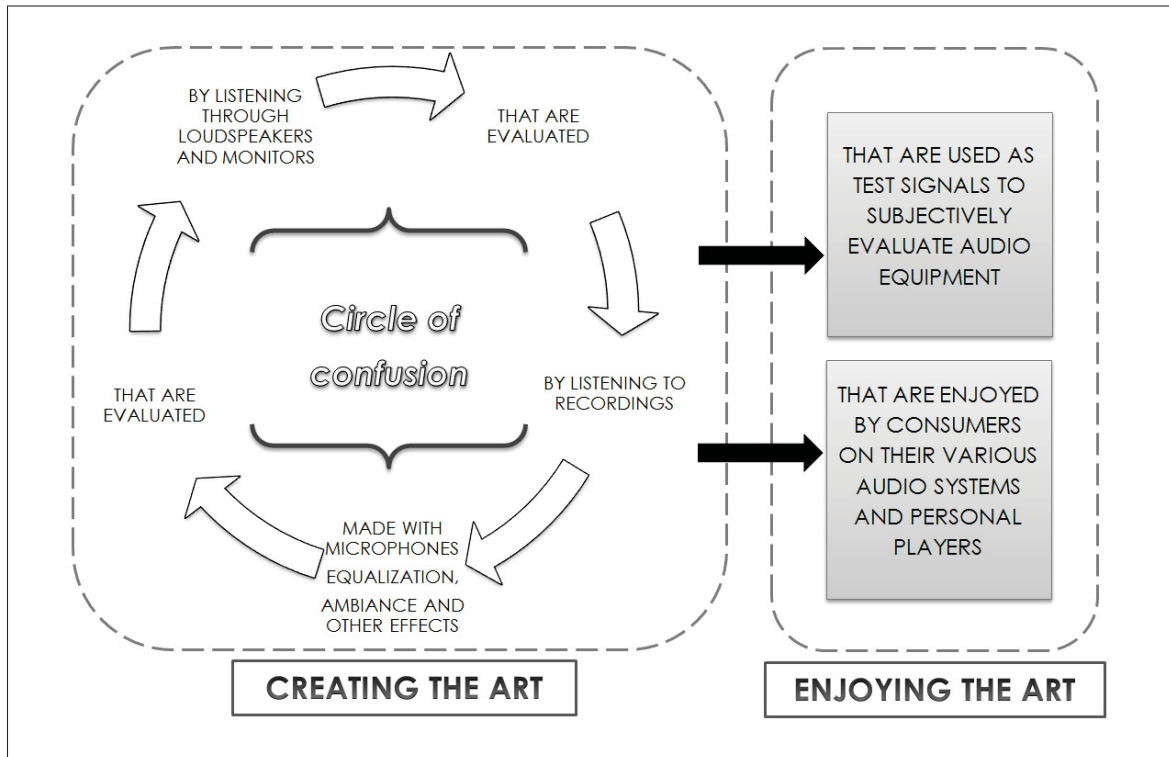 BY LISTENING
THROUGH
LOUDSPEAKERS
AND MONITORS
THAT ARE
EVALUATED
BY LISTENING TO
RECORDINGS
MADE WITH
MICROPHONES
EQUALIZATION,
AMBIANCE AND
OTHER EFFECTS
THAT ARE
EVALUATED
Circle of
confusion
CREATING THE ART
THAT ARE USED AS
TEST SIGNALS TO
SUBJECTIVELY
EVALUATE AUDIO
EQUIPMENT
THAT ARE ENJOYED
BY CONSUMERS
ON THEIR VARIOUS
AUDIO SYSTEMS
AND PERSONAL
PLAYERS
ENJOYING THE ART